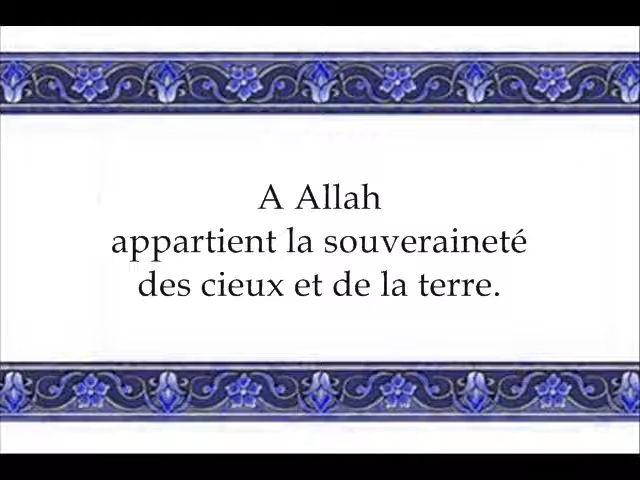 A Allah
appartient la souveraineté
des cieux et de la terre.